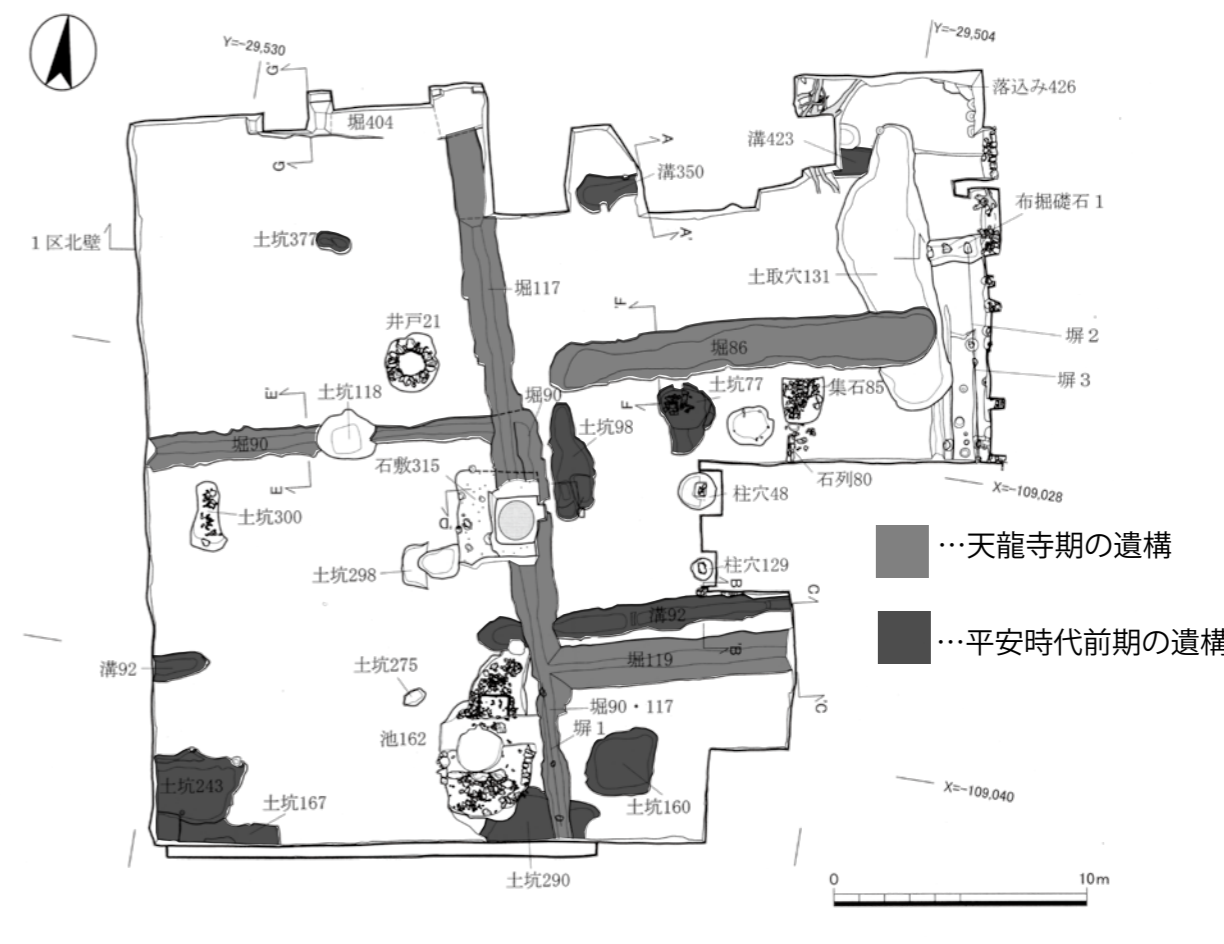 Y=-29,530
Y=-29,504
G'
落込み426
堀404
溝423
A
G
溝350
布掘礎石1
1区北壁
土坑377
A'
土取穴131
堀117
F'
井戸21
塀2
堀86
塀3
土坑118
E'
堀90
F
土坑77
集石85
堀90
土坑98
石敷315
石列80
E
X=-109,028
柱穴48
土坑300
D'
…天龍寺期の遺構
柱穴129
土坑298
B
C'
溝92
…平安時代前期の遺構
B'
溝92
土坑275
堀119
C
堀90・117
塀1
池162
土坑243
土坑167
土坑160
X=-109,040
土坑290
0
10m